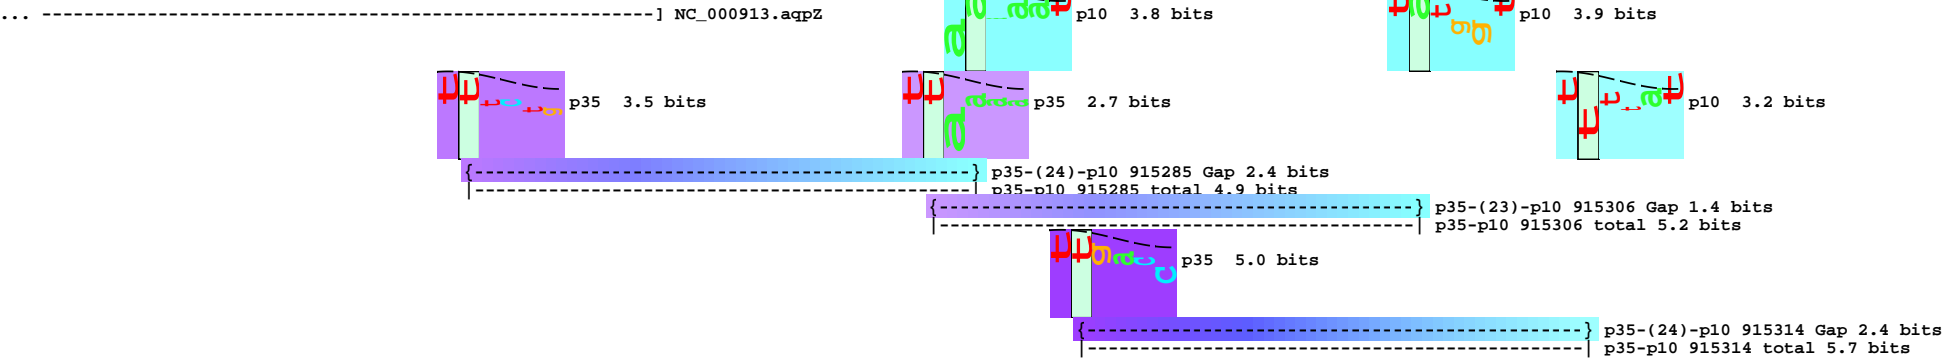 ... ---------------------------------------------------] NC_000913.aqpZ
p10 3.8 bits
p10 3.9 bits
p35 3.5 bits
p35 2.7 bits
p10 3.2 bits
{------------------------------------------} p35-(24)-p10 915285 Gap 2.4 bits
|------------------------------------------| p35-p10 915285 total 4.9 bits
{----------------------------------------} p35-(23)-p10 915306 Gap 1.4 bits
|----------------------------------------| p35-p10 915306 total 5.2 bits
t t g a c c
p35 5.0 bits
{------------------------------------------} p35-(24)-p10 915314 Gap 2.4 bits
|------------------------------------------| p35-p10 915314 total 5.7 bits